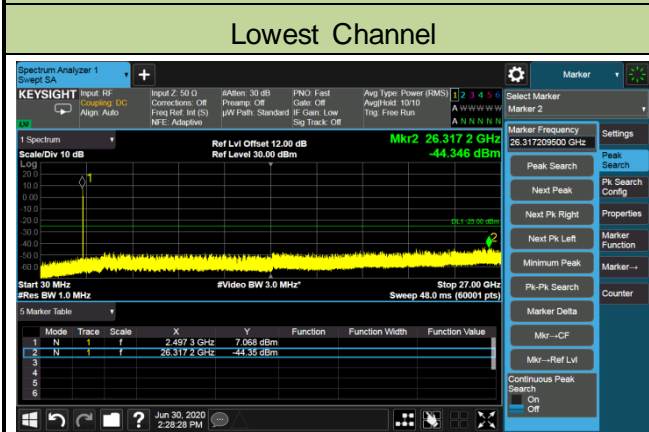 Lowest Channel
Spectrum Analyzer 1
Swept SA
Marker
KEYSIGHT
Input: RF
Coupling: DC
Align: Auto
Input Z: 50 Ω
Corrections: Off
Freq Ref: Int (S)
NFE: Adaptive
#Atten: 30 dB
Preamp: Off
µW Path: Standard
PNO: Fast
Gate: Off
IF Gain: Low
Sig Track: Off
Avg Type: Power (RMS)
Avg|Hold: 10/10
Trig: Free Run
1 2 3 4 5 6
A W W W W W
A N N N N N
Select Marker
Marker 2
1 Spectrum
Scale/Div 10 dB
Ref Lvl Offset 12.00 dB
Ref Level 30.00 dBm
Mkr2 26.317 2 GHz
-44.346 dBm
Log
20.0
10.0
0.00
-10.0
-20.0
-30.0
-40.0
-50.0
-60.0
1
DL1 -25.00 dBm
2
Start 30 MHz
#Video BW 3.0 MHz*
Stop 27.00 GHz
#Res BW 1.0 MHz
Sweep 48.0 ms (60001 pts)
5 Marker Table
Mode Trace Scale X Y Function Function Width Function Value
1 N 1 f 2.497 3 GHz 7.068 dBm
2 N 1 f 26.317 2 GHz -44.35 dBm
3
4
5
6
Marker Frequency
26.317209500 GHz
Peak Search
Next Peak
Next Pk Right
Next Pk Left
Minimum Peak
Pk-Pk Search
Marker Delta
Mkr→CF
Mkr→Ref Lvl
Continuous Peak
Search
On
Off
Settings
Peak
Search
Pk Search
Config
Properties
Marker
Function
Marker→
Counter
Jun 30, 2020
2:28:28 PM